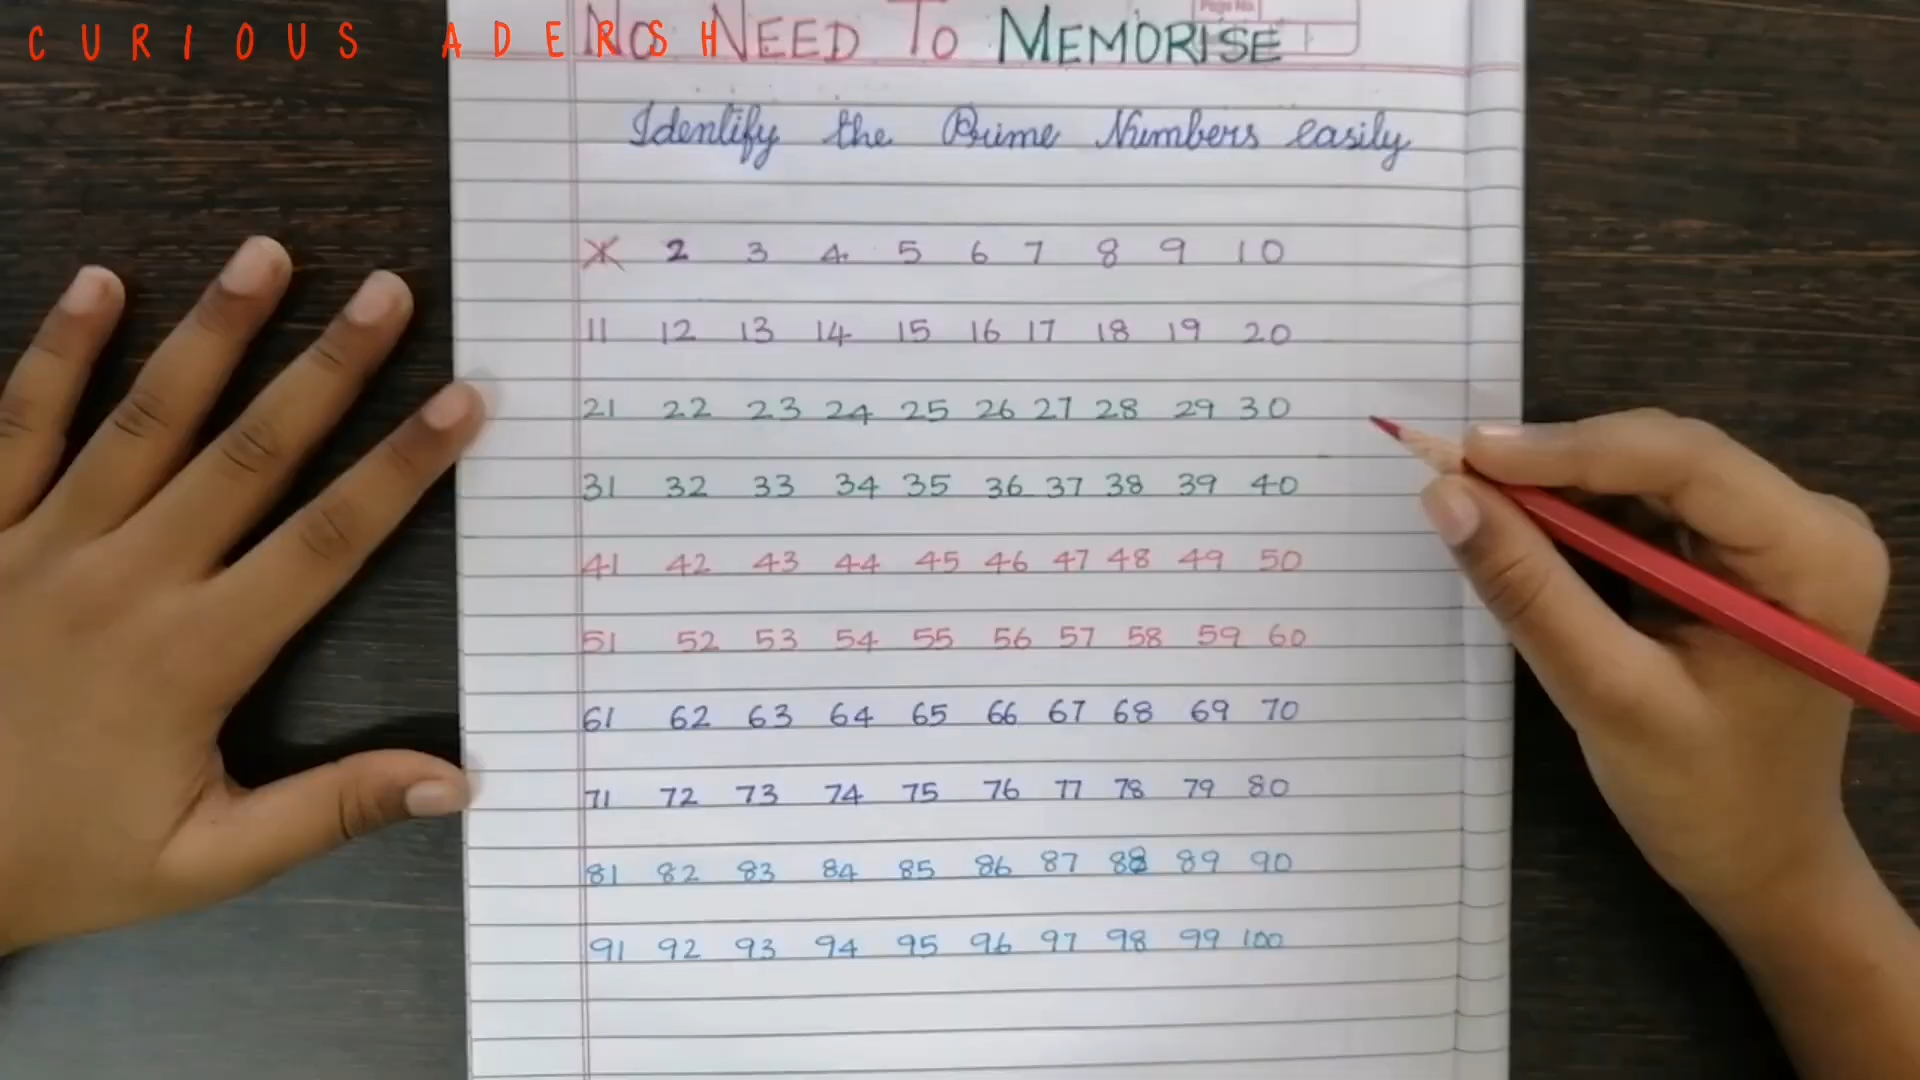 CURIOUS ADERSH
NO NEED TO MEMORISE
Page No.
Identify the Prime Numbers easily
1 2 3 4 5 6 7 8 9 10
11 12 13 14 15 16 17 18 19 20
21 22 23 24 25 26 27 28 29 30
31 32 33 34 35 36 37 38 39 40
41 42 43 44 45 46 47 48 49 50
51 52 53 54 55 56 57 58 59 60
61 62 63 64 65 66 67 68 69 70
71 72 73 74 75 76 77 78 79 80
81 82 83 84 85 86 87 88 89 90
91 92 93 94 95 96 97 98 99 100